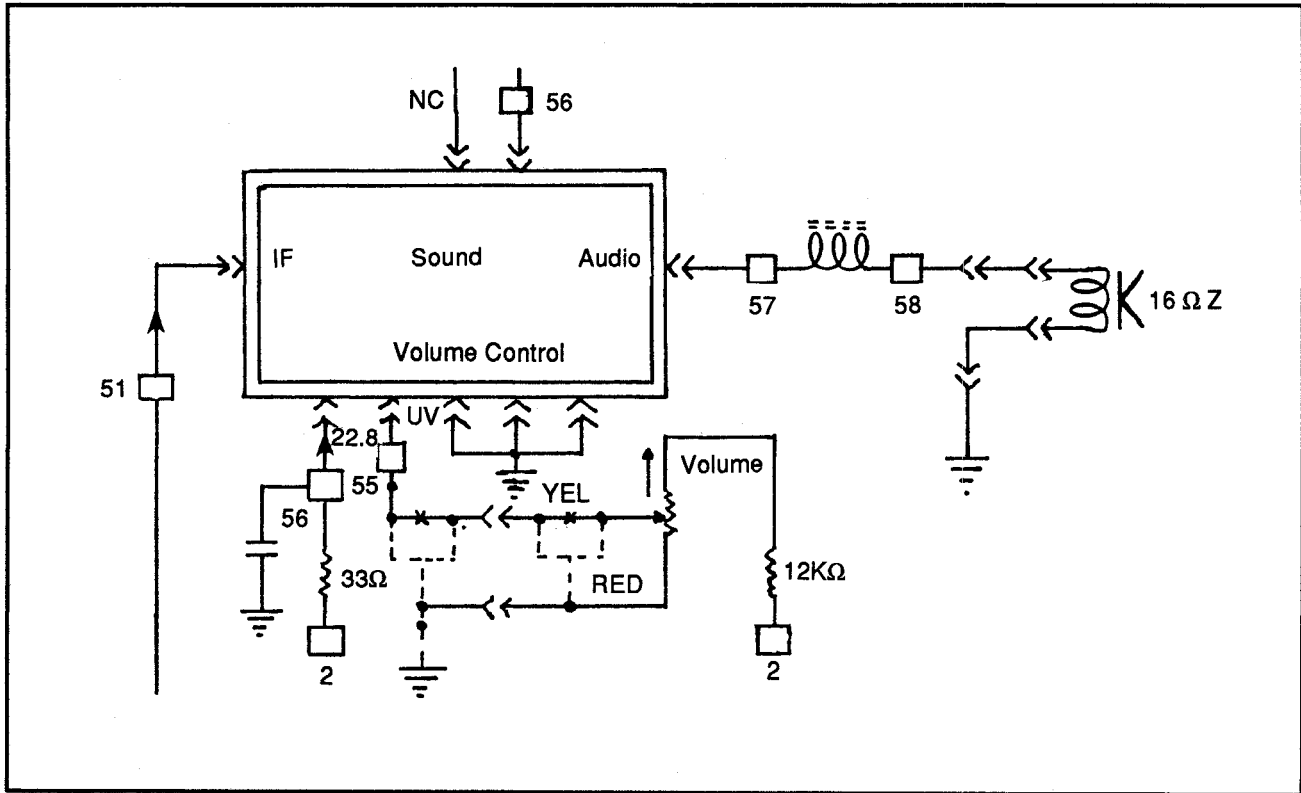 NC
56
IF
Sound
Audio
57
58
16 Ω Z
Volume Control
51
UV
22.8
55
56
Volume
YEL
33Ω
RED
12KΩ
2
2